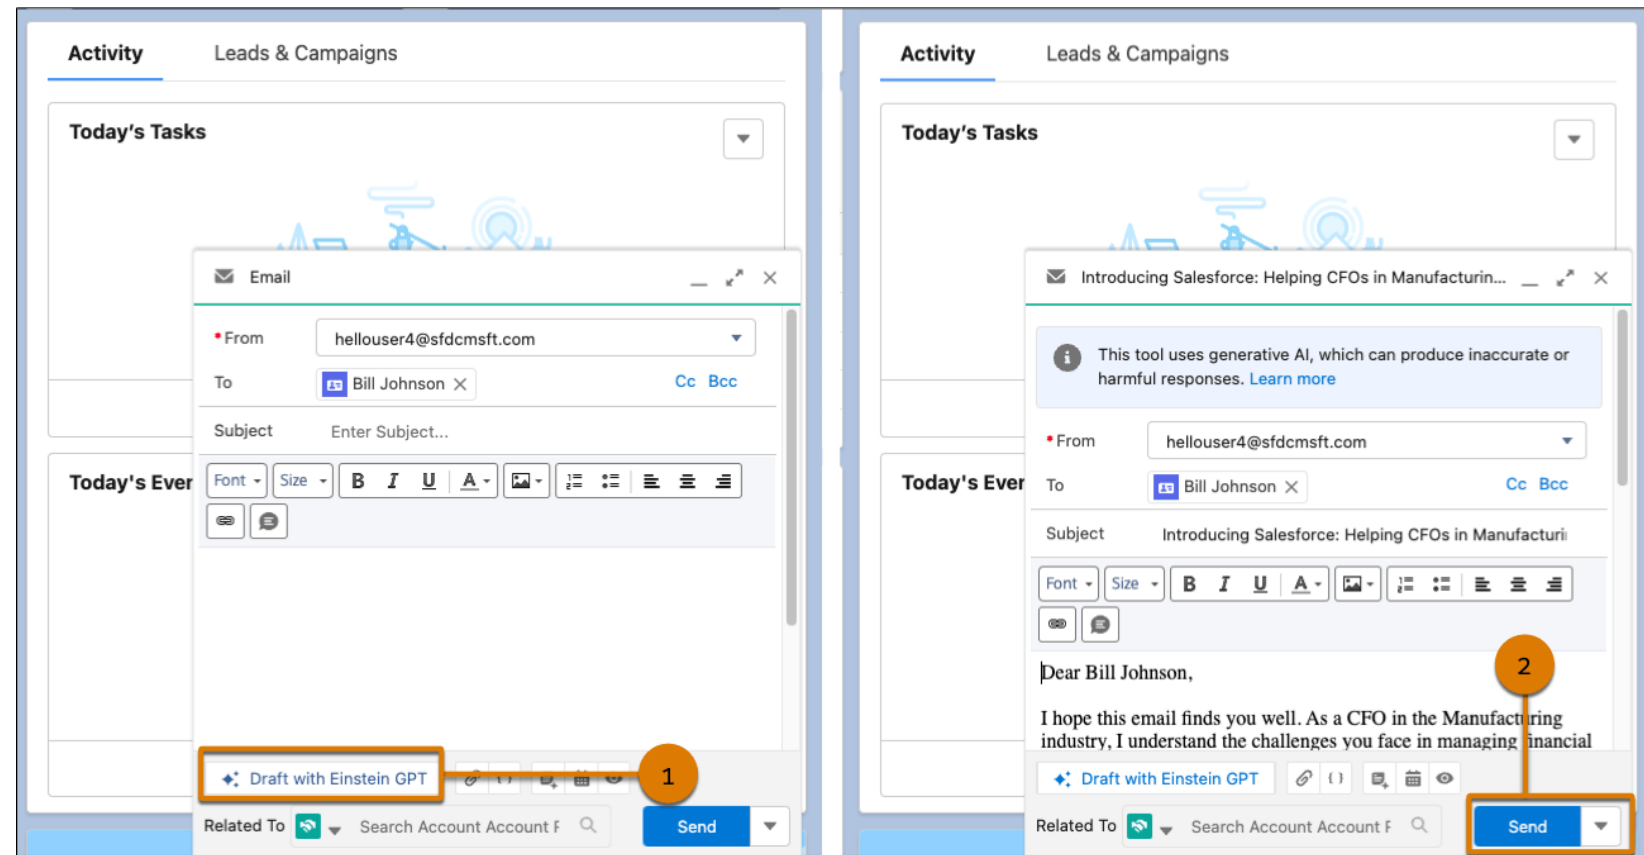 Activity
Leads & Campaigns
Today's Tasks
Email
* From
hellouser4@sfdcmsft.com
To
Bill Johnson
Cc
Bcc
Subject
Enter Subject...
Today's Ever
Font
Size
B
I
U
A
Draft with Einstein GPT
1
Related To
Search Account Account F
Send
Activity
Leads & Campaigns
Today's Tasks
Introducing Salesforce: Helping CFOs in Manufacturin...
This tool uses generative AI, which can produce inaccurate or
harmful responses. Learn more
* From
hellouser4@sfdcmsft.com
To
Bill Johnson
Cc
Bcc
Subject
Introducing Salesforce: Helping CFOs in Manufacturi
Today's Ever
Font
Size
B
I
U
A
2
Dear Bill Johnson,
I hope this email finds you well. As a CFO in the Manufacturing
industry, I understand the challenges you face in managing financial
Draft with Einstein GPT
Related To
Search Account Account F
Send